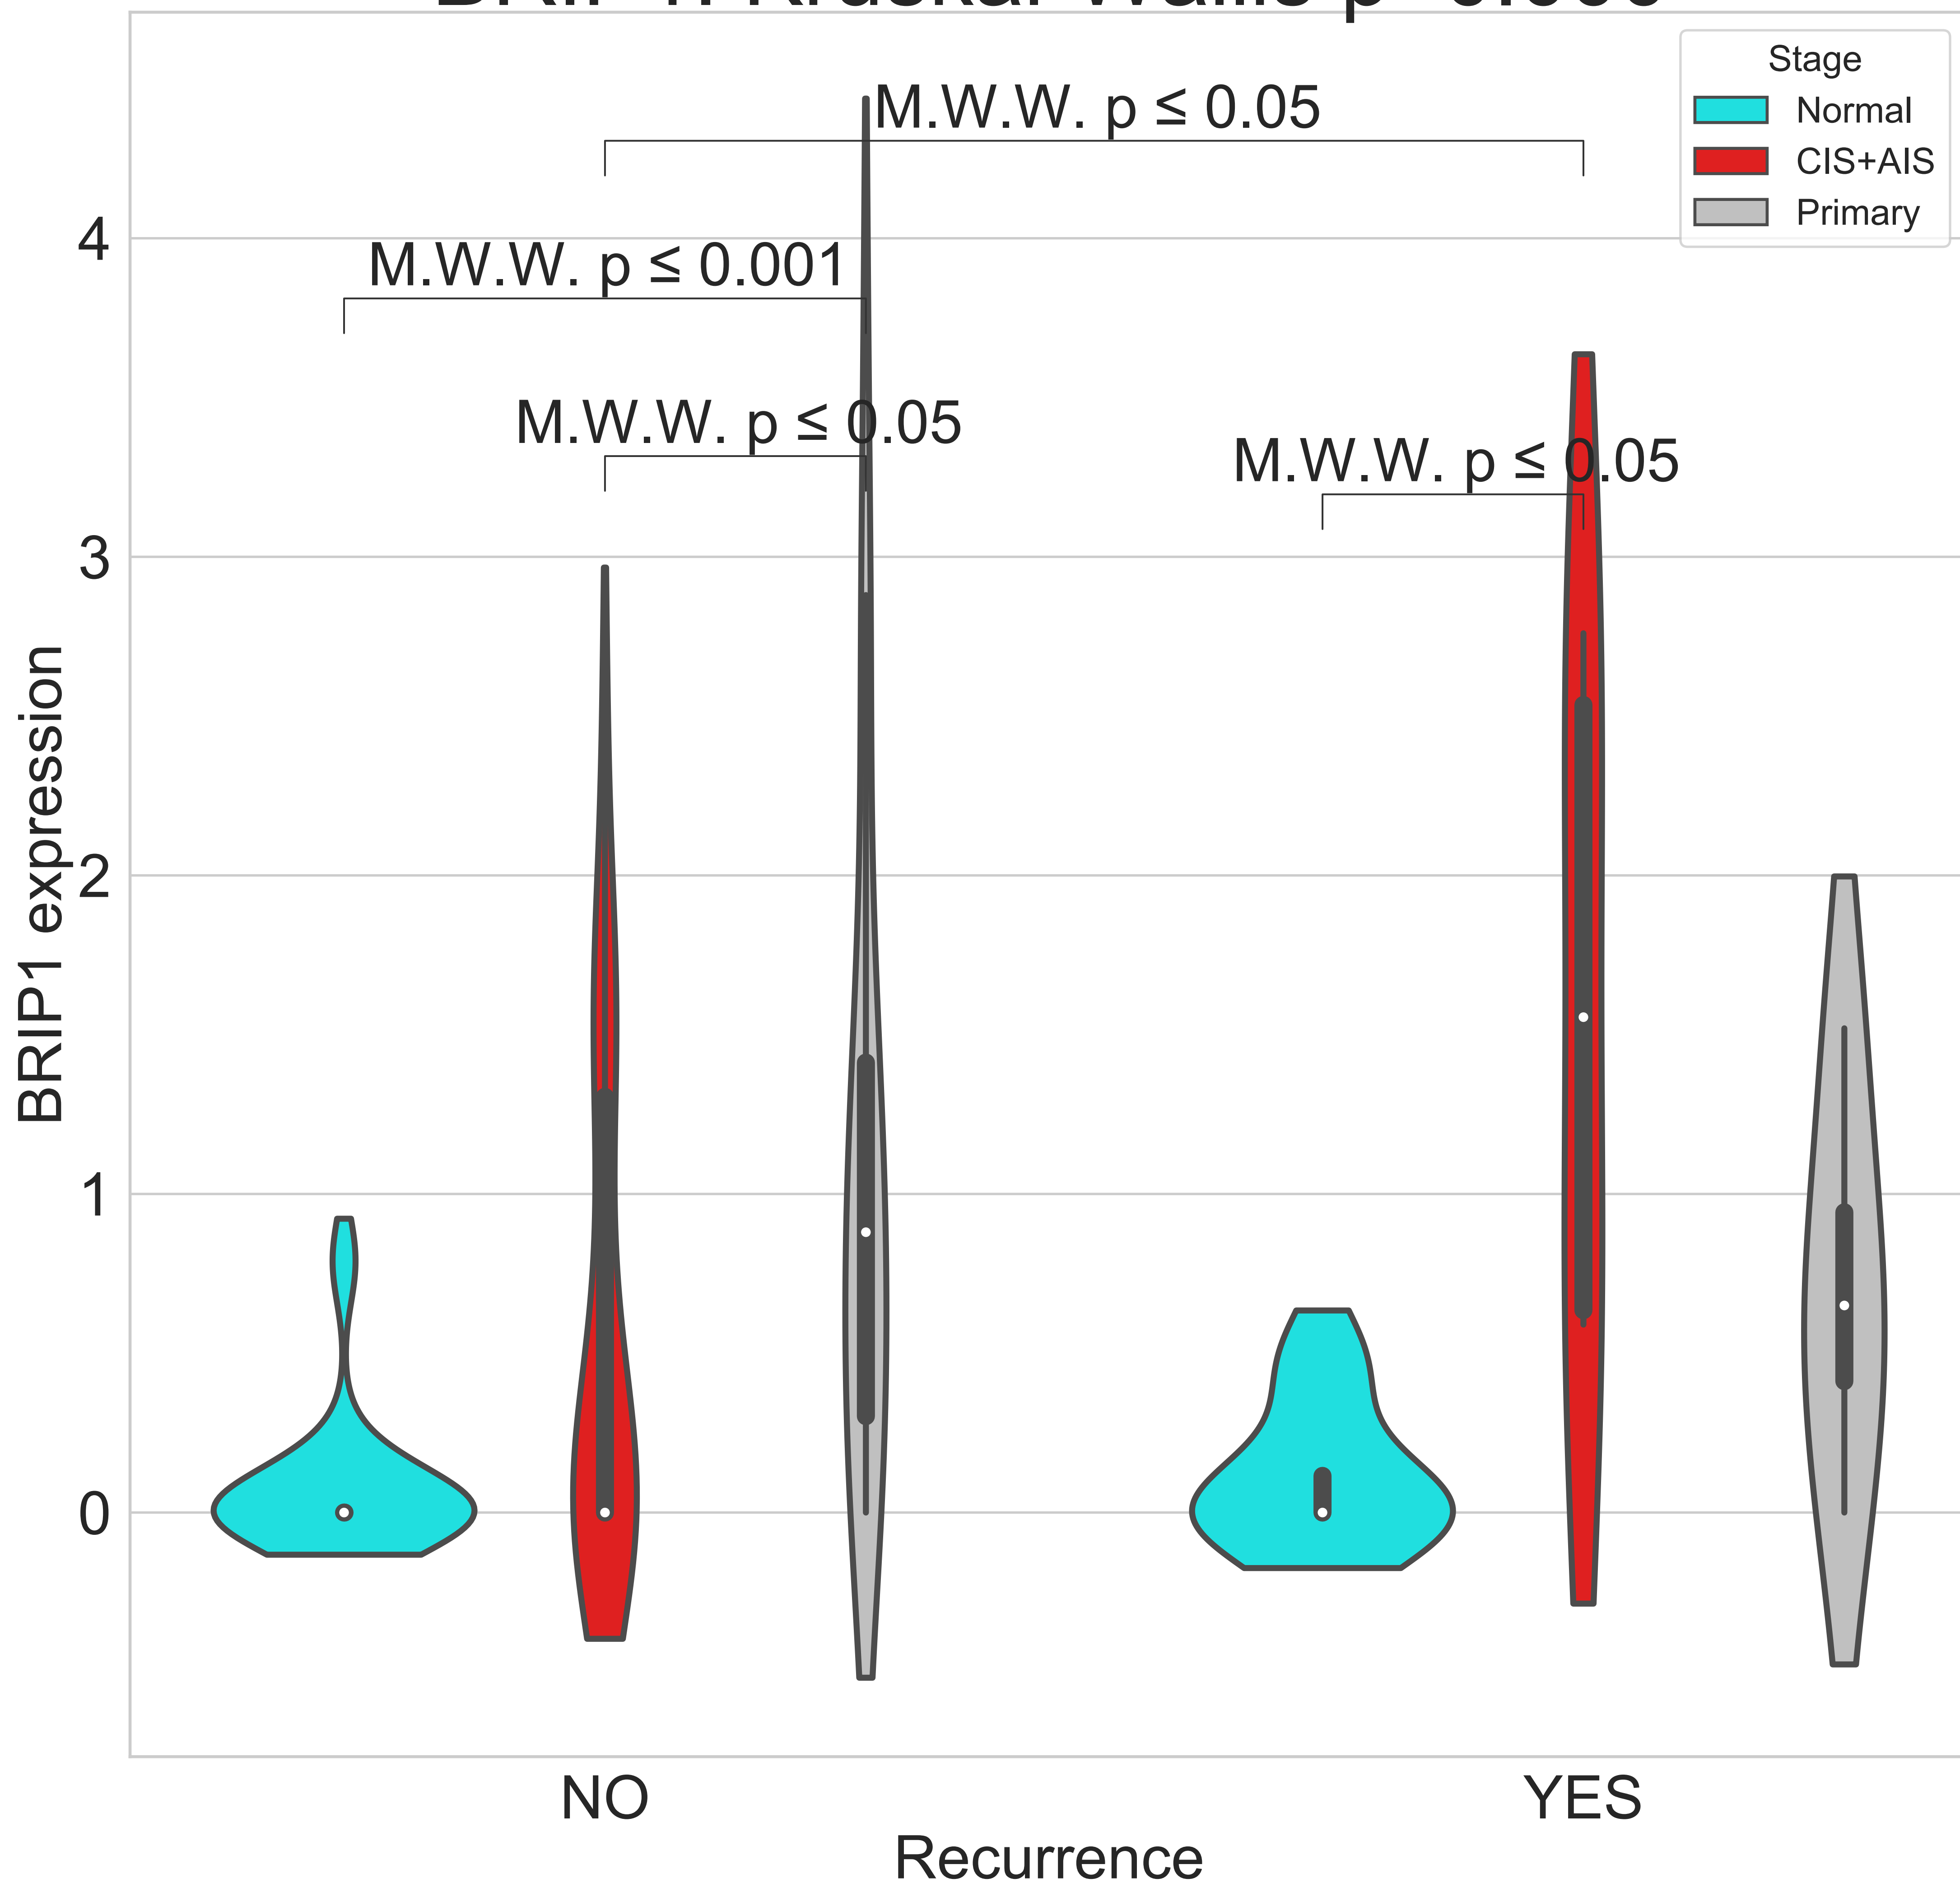 Stage
Normal
CIS+AIS
Primary
M.W.W. p ≤ 0.05
M.W.W. p ≤ 0.001
M.W.W. p ≤ 0.05
M.W.W. p ≤ 0.05
4
3
2
1
0
BRIP1 expression
NO
YES
Recurrence